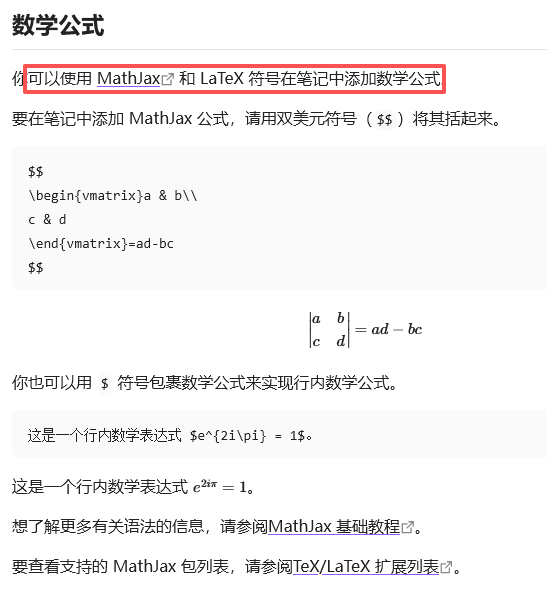 数学公式
你可以使用 MathJax 和 LaTeX 符号在笔记中添加数学公式
要在笔记中添加 MathJax 公式，请用双美元符号（ $$ ）将其括起来。
$$
\begin{vmatrix}a & b\\
c & d
\end{vmatrix}=ad-bc
$$
|a b|
|c d| = ad − bc
你也可以用 $ 符号包裹数学公式来实现行内数学公式。
这是一个行内数学表达式 $e^{2i\pi} = 1$。
这是一个行内数学表达式 e^{2iπ} = 1。
想了解更多有关语法的信息，请参阅MathJax 基础教程。
要查看支持的 MathJax 包列表，请参阅TeX/LaTeX 扩展列表。